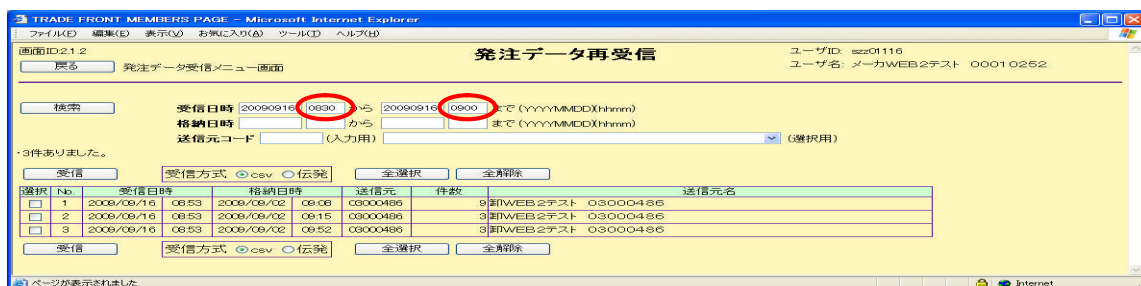 TRADE FRONT MEMBERS PAGE - Microsoft Internet Explorer
ファイル(F) 編集(E) 表示(V) お気に入り(A) ツール(T) ヘルプ(H)
画面ID:2.1.2 発注データ再受信 ユーザID: szz01116
戻る 発注データ受信メニュー画面 ユーザ名: メーカWEB2テスト 00010252
検索 受信日時 20090916 0830 から 20090916 0900 まで (YYYYMMDD)(hhmm)
格納日時 から まで (YYYYMMDD)(hhmm)
送信元コード (入力用) (選択用)
・3件ありました。
受信 受信方式 csv 伝発 全選択 全解除
選択 No. 受信日時 格納日時 送信元 件数 送信元名
1 2009/09/16 08:53 2009/09/02 09:08 03000486 9 卸WEB2テスト 03000486
2 2009/09/16 08:53 2009/09/02 09:15 03000486 3 卸WEB2テスト 03000486
3 2009/09/16 08:53 2009/09/02 09:52 03000486 3 卸WEB2テスト 03000486
受信 受信方式 csv 伝発 全選択 全解除
ページが表示されました Internet